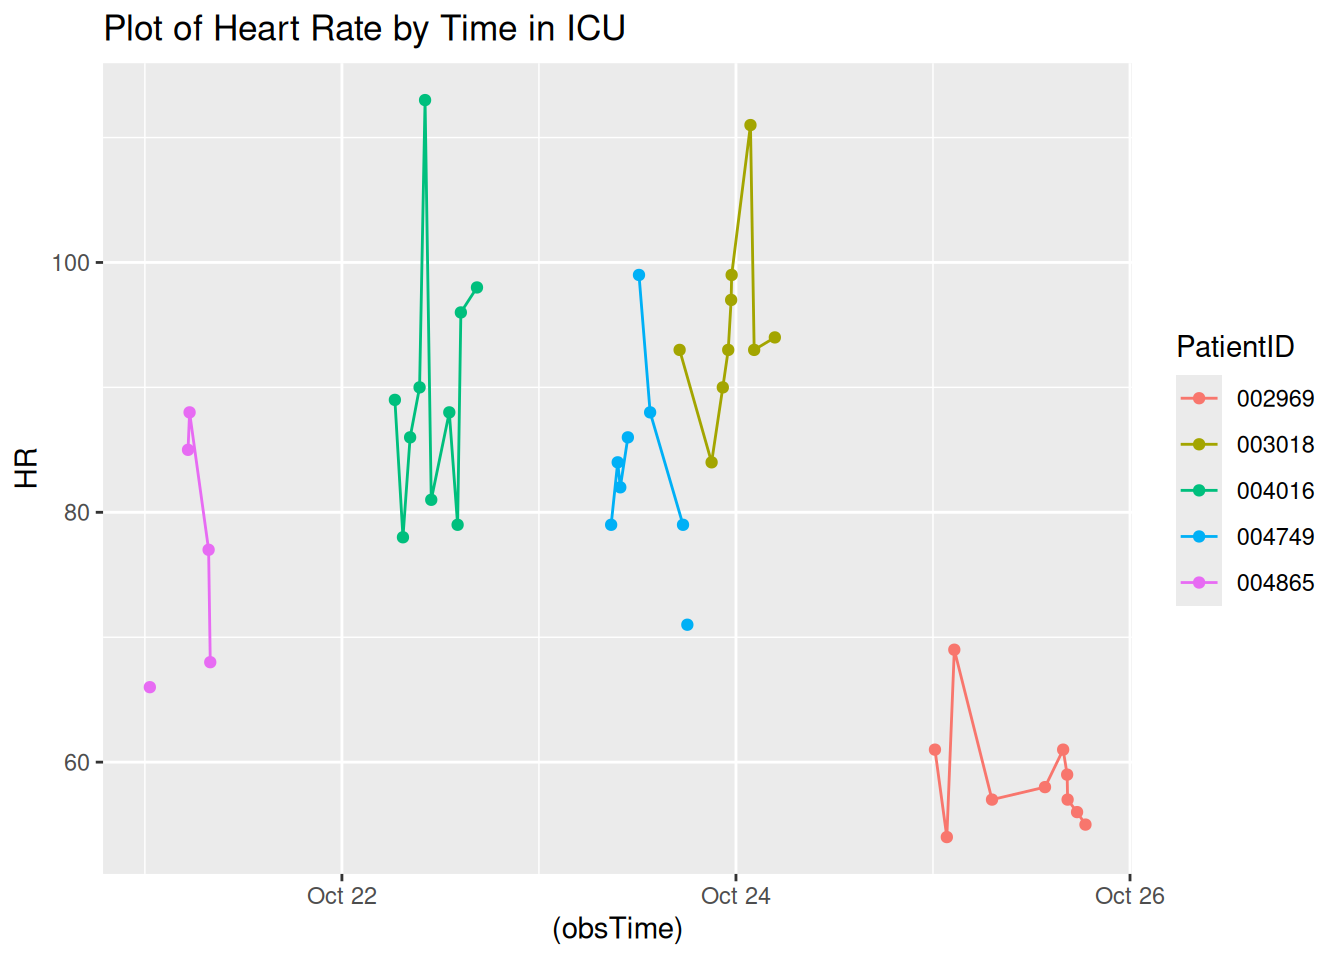 Plot of Heart Rate by Time in ICU
HR
100
80
60
Oct 22
Oct 24
Oct 26
(obsTime)
PatientID
002969
003018
004016
004749
004865